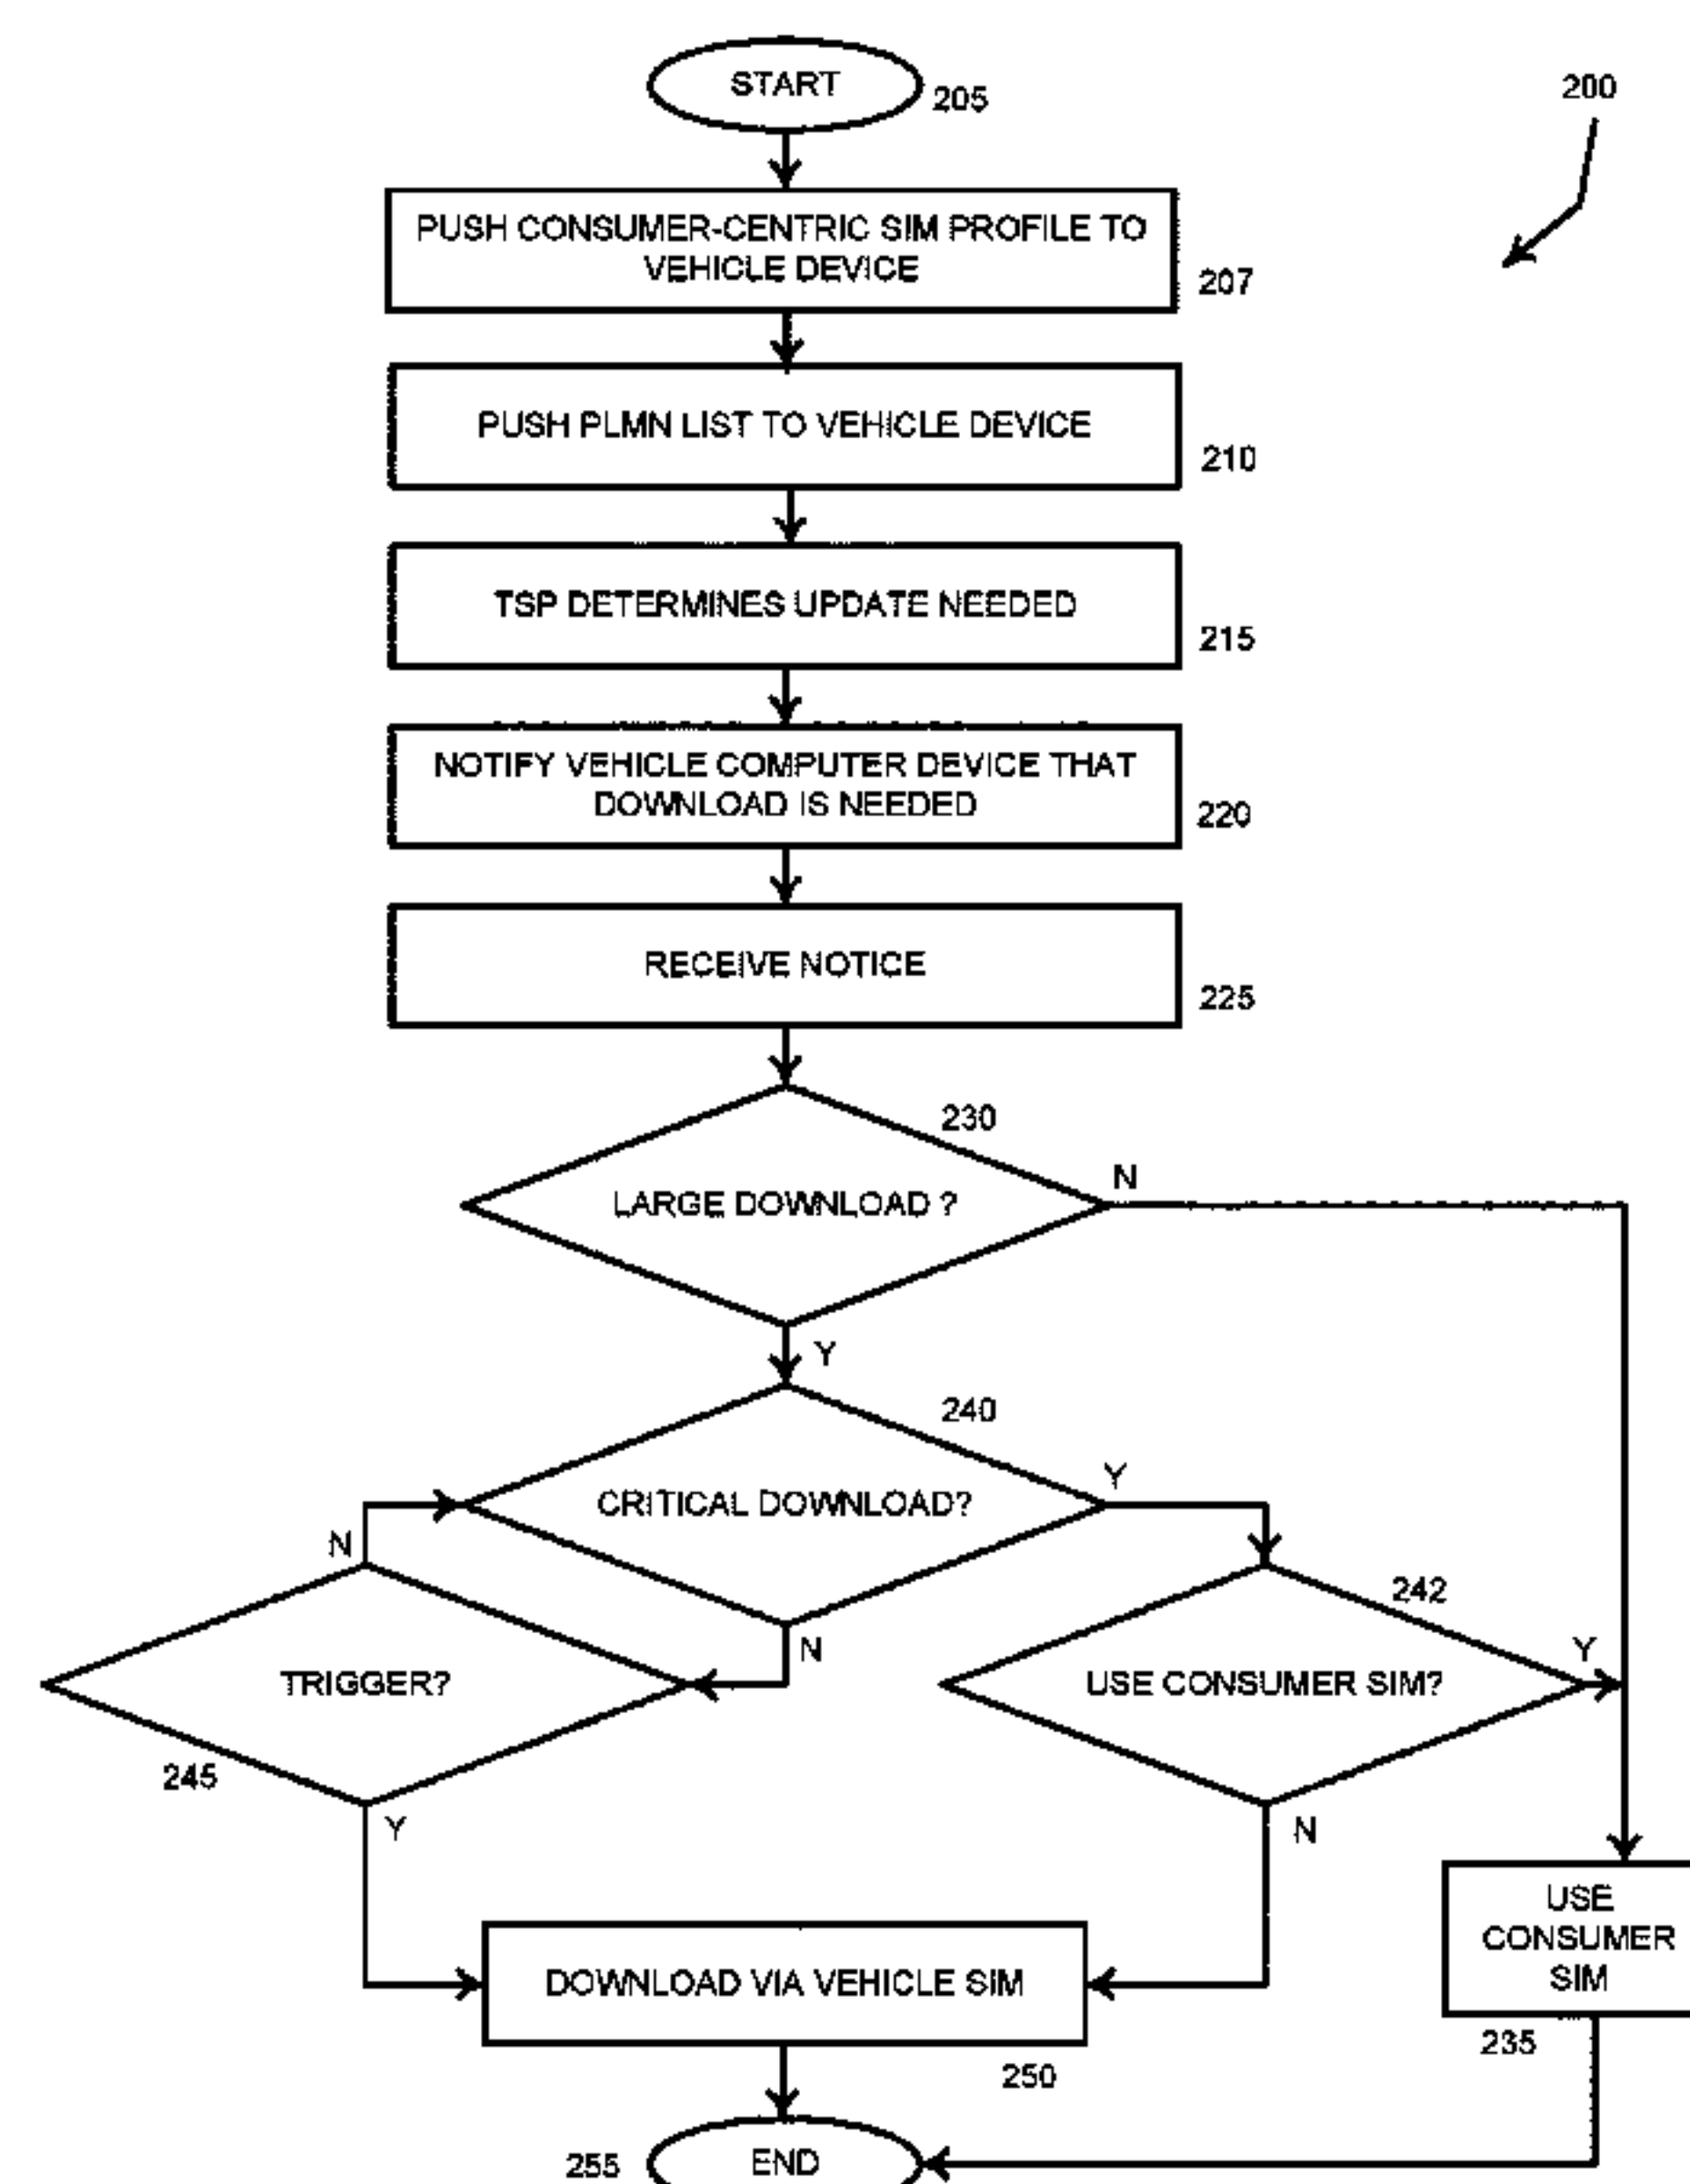 START
205
200
PUSH CONSUMER-CENTRIC SIM PROFILE TO
VEHICLE DEVICE
207
PUSH PLMN LIST TO VEHICLE DEVICE
210
TSP DETERMINES UPDATE NEEDED
215
NOTIFY VEHICLE COMPUTER DEVICE THAT
DOWNLOAD IS NEEDED
220
RECEIVE NOTICE
225
230
LARGE DOWNLOAD ?
N
Y
240
CRITICAL DOWNLOAD?
Y
N
N
TRIGGER?
245
Y
242
USE CONSUMER SIM?
Y
N
USE
CONSUMER
SIM
235
DOWNLOAD VIA VEHICLE SIM
250
255
END